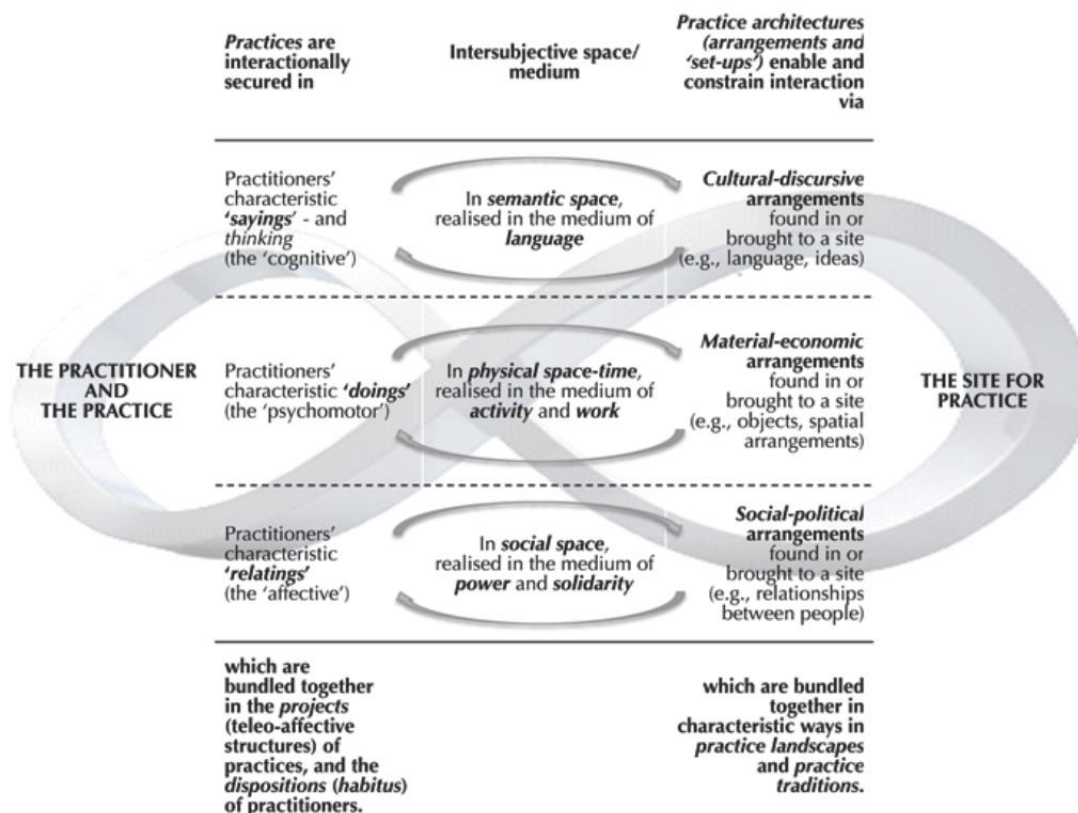 Practices are
interactionally
secured in
Intersubjective space/
medium
Practice architectures
(arrangements and
‘set-ups’) enable and
constrain interaction
via
Practitioners’
characteristic
‘sayings’ - and
thinking
(the ‘cognitive’)
In semantic space,
realised in the medium of
language
Cultural-discursive
arrangements
found in or
brought to a site
(e.g., language, ideas)
THE PRACTITIONER
AND
THE PRACTICE
Practitioners’
characteristic ‘doings’
(the ‘psychomotor’)
In physical space-time,
realised in the medium of
activity and work
Material-economic
arrangements
found in or
brought to a site
(e.g., objects, spatial
arrangements)
THE SITE FOR
PRACTICE
Practitioners’
characteristic
‘relatings’
(the ‘affective’)
In social space,
realised in the medium of
power and solidarity
Social-political
arrangements
found in or
brought to a site
(e.g., relationships
between people)
which are
bundled together
in the projects
(teleo-affective
structures) of
practices, and the
dispositions (habitus)
of practitioners.
which are bundled
together in
characteristic ways in
practice landscapes
and practice
traditions.